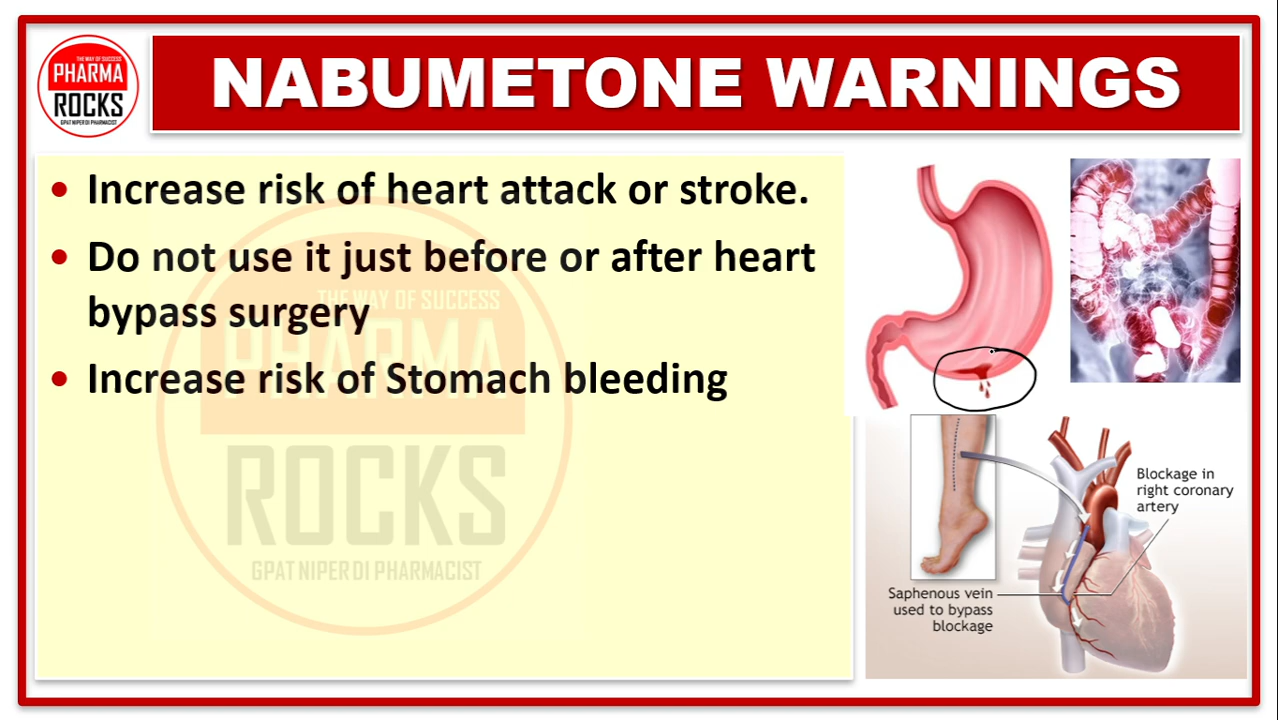 THE WAY OF SUCCESS
PHARMA
ROCKS
GPAT NIPER DI PHARMACIST
NABUMETONE WARNINGS
• Increase risk of heart attack or stroke.
• Do not use it just before or after heart
bypass surgery
• Increase risk of Stomach bleeding
THE WAY OF SUCCESS
PHARMA
ROCKS
GPAT NIPER DI PHARMACIST
Blockage in
right coronary
artery
Saphenous vein
used to bypass
blockage